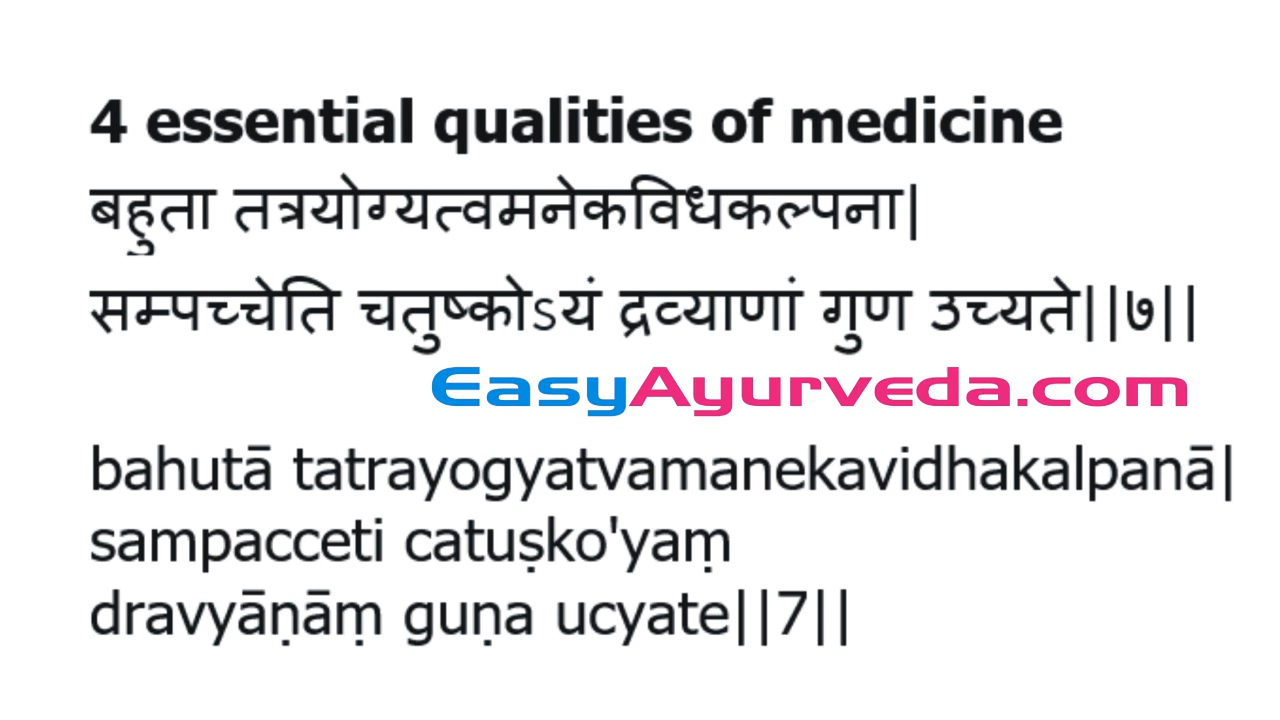 4 essential qualities of medicine
बहुता तत्रयोग्यत्वमनेकविधकल्पना|
सम्पच्चेति चतुष्कोऽयं द्रव्याणां गुण उच्यते||७||
EasyAyurveda.com
bahutā tatrayogyatvamanekavidhakalpanā|
sampacceti catuṣko'yaṃ
dravyāṇāṃ guṇa ucyate||7||